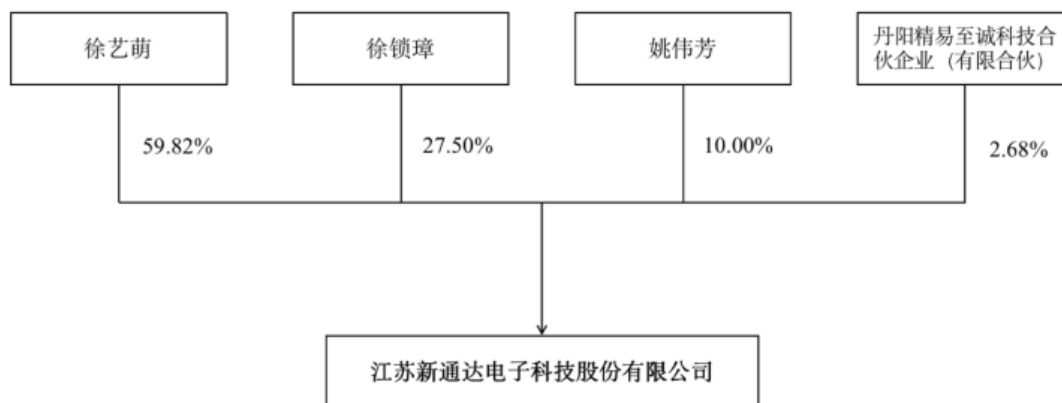 徐艺萌
徐锁璋
姚伟芳
丹阳精易至诚科技合
伙企业（有限合伙）
59.82%
27.50%
10.00%
2.68%
江苏新通达电子科技股份有限公司